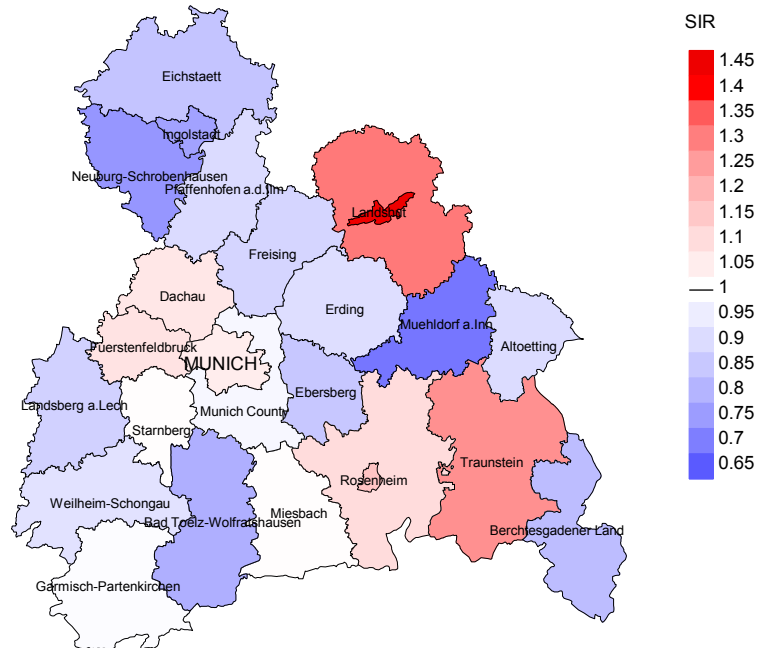 SIR
1.45
1.4
1.35
1.3
1.25
1.2
1.15
1.1
1.05
1
0.95
0.9
0.85
0.8
0.75
0.7
0.65
Eichstaett
Ingolstadt
Neuburg-Schrobenhausen
Pfaffenhofen a.d.Ilm
Landshut
Freising
Dachau
Erding
Muehldorf a.Inn
Altoetting
Fuerstenfeldbruck
MUNICH
Ebersberg
Landsberg a.Lech
Munich County
Starnberg
Traunstein
Rosenheim
Weilheim-Schongau
Miesbach
Bad Toelz-Wolfratshausen
Berchtesgadener Land
Garmisch-Partenkirchen